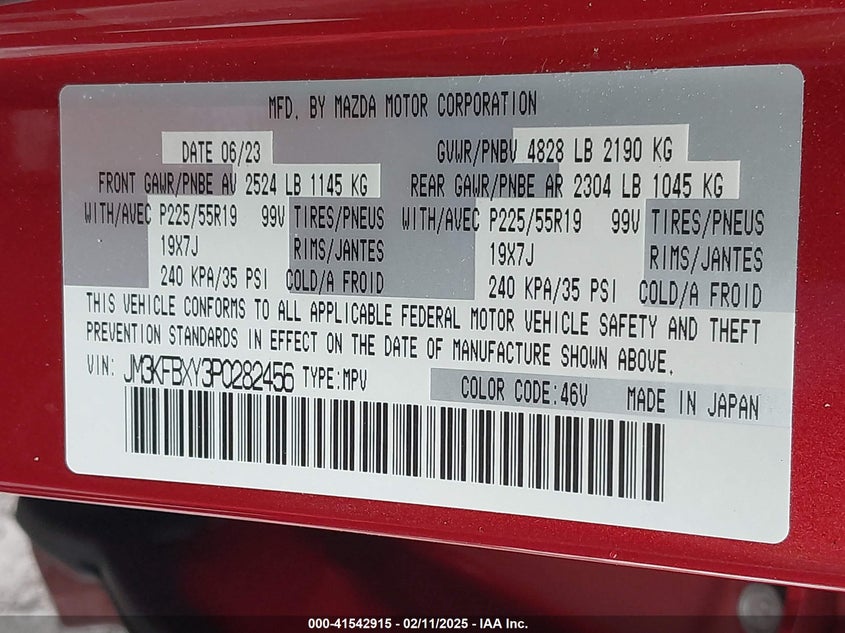 MFD. BY MAZDA MOTOR CORPORATION
DATE 06/23 GVWR/PNBV 4828 LB 2190 KG
FRONT GAWR/PNBE AV 2524 LB 1145 KG REAR GAWR/PNBE AR 2304 LB 1045 KG
WITH/AVEC P225/55R19 99V TIRES/PNEUS WITH/AVEC P225/55R19 99V TIRES/PNEUS
19X7J RIMS/JANTES 19X7J RIMS/JANTES
240 KPA/35 PSI COLD/A FROID 240 KPA/35 PSI COLD/A FROID
THIS VEHICLE CONFORMS TO ALL APPLICABLE FEDERAL MOTOR VEHICLE SAFETY AND THEFT
PREVENTION STANDARDS IN EFFECT ON THE DATE OF MANUFACTURE SHOWN ABOVE.
VIN: JM3KFBXY3P0282456 TYPE:MPV COLOR CODE:46V MADE IN JAPAN
000-41542915 - 02/11/2025 - IAA Inc.